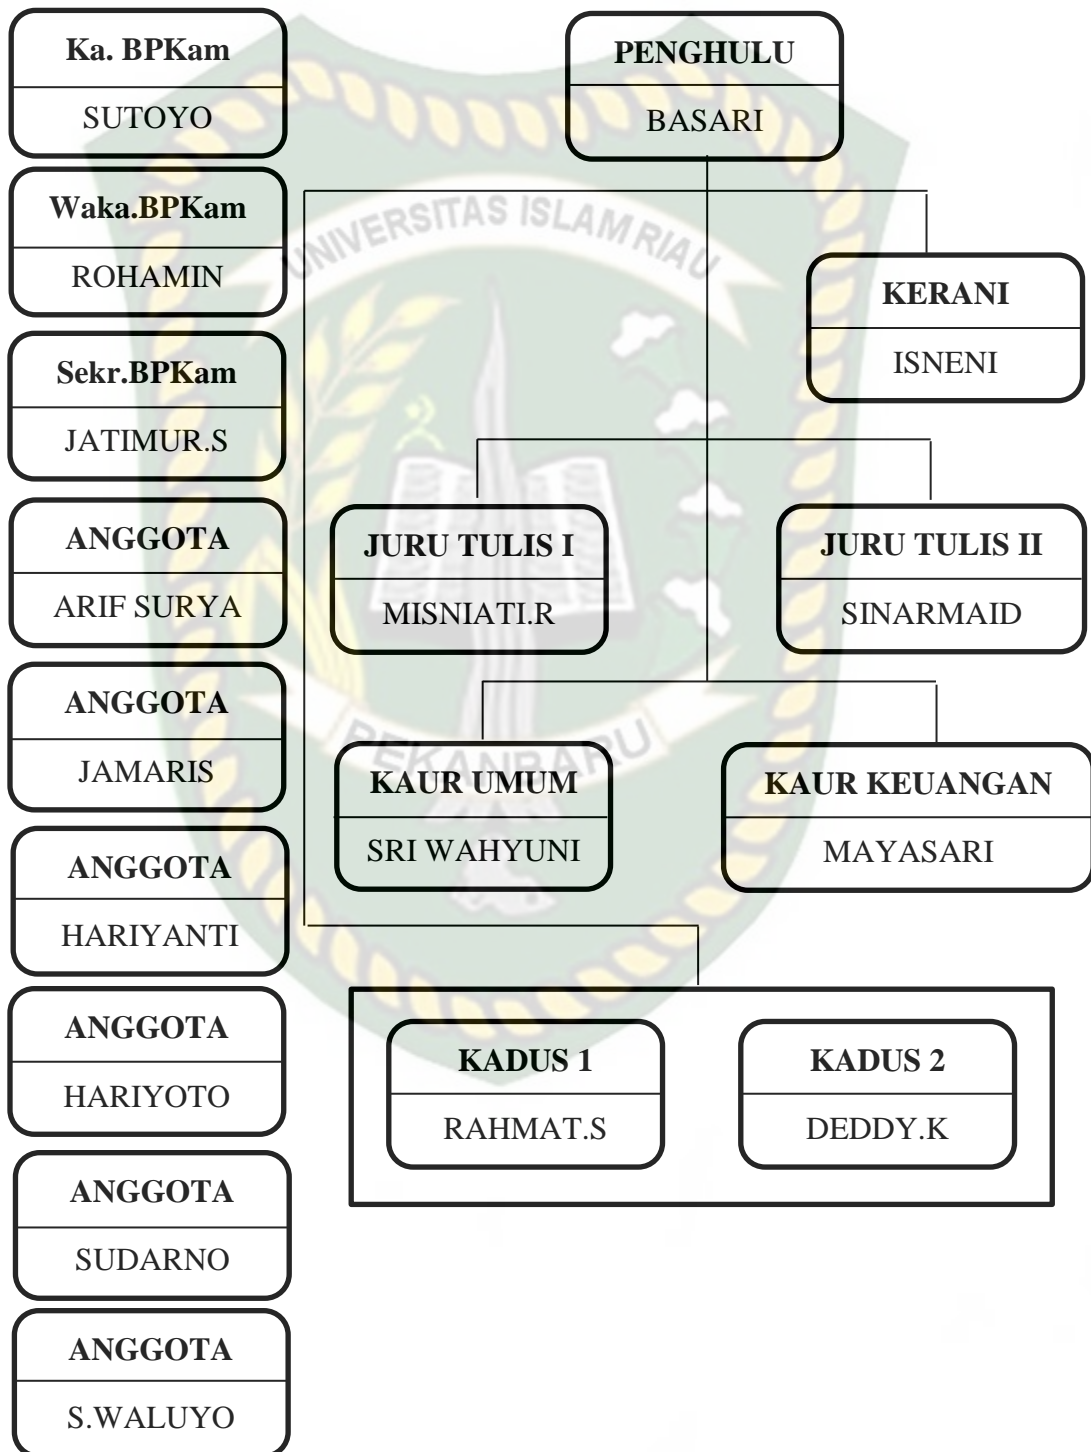 Ka. BPKam
SUTOYO
Waka.BPKam
ROHAMIN
Sekr.BPKam
JATIMUR.S
ANGGOTA
ARIF SURYA
ANGGOTA
JAMARIS
ANGGOTA
HARIYANTI
ANGGOTA
HARIYOTO
ANGGOTA
SUDARNO
ANGGOTA
S.WALUYO
PENGHULU
BASARI
UNIVERSITAS ISLAM RIAU
KERANI
ISNENI
JURU TULIS I
MISNIATI.R
JURU TULIS II
SINARMAID
PEKANBARU
KAUR UMUM
SRI WAHYUNI
KAUR KEUANGAN
MAYASARI
KADUS 1
RAHMAT.S
KADUS 2
DEDDY.K